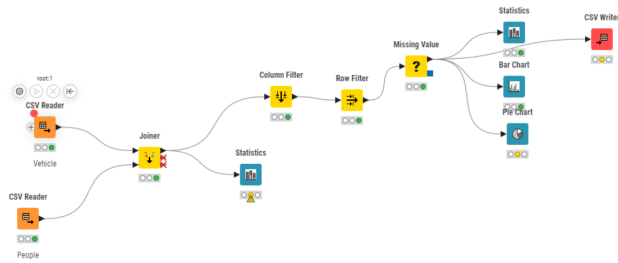 Statistics
CSV Writer
Missing Value
Bar Chart
Column Filter
Row Filter
root:1
CSV Reader
Pie Chart
Joiner
Statistics
Vehicle
CSV Reader
People